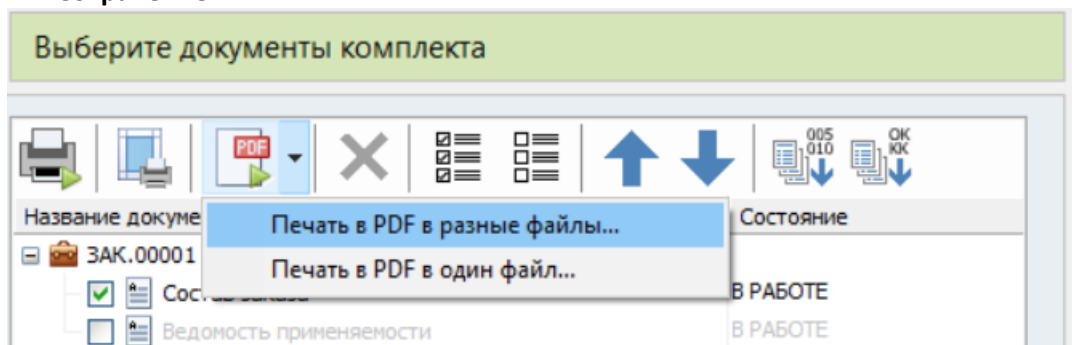 Выберите документы комплекта
PDF
005
010
ОК
КК
Название докуме
Состояние
Печать в PDF в разные файлы...
ЗАК.00001
Печать в PDF в один файл...
В РАБОТЕ
Ведомость применяемости
В РАБОТЕ